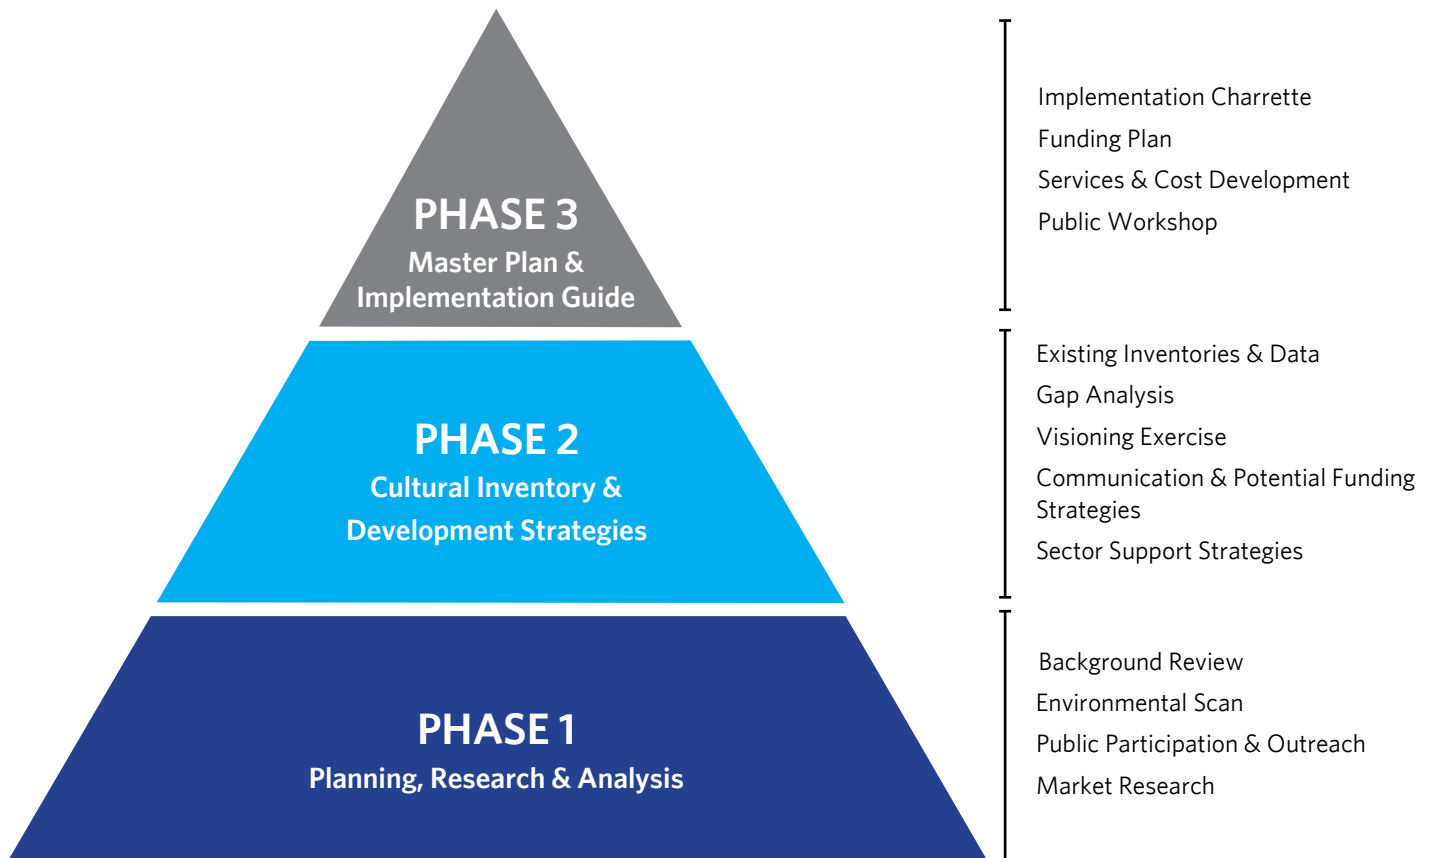 PHASE 3
Master Plan &
Implementation Guide
Implementation Charrette
Funding Plan
Services & Cost Development
Public Workshop
PHASE 2
Cultural Inventory &
Development Strategies
Existing Inventories & Data
Gap Analysis
Visioning Exercise
Communication & Potential Funding
Strategies
Sector Support Strategies
PHASE 1
Planning, Research & Analysis
Background Review
Environmental Scan
Public Participation & Outreach
Market Research